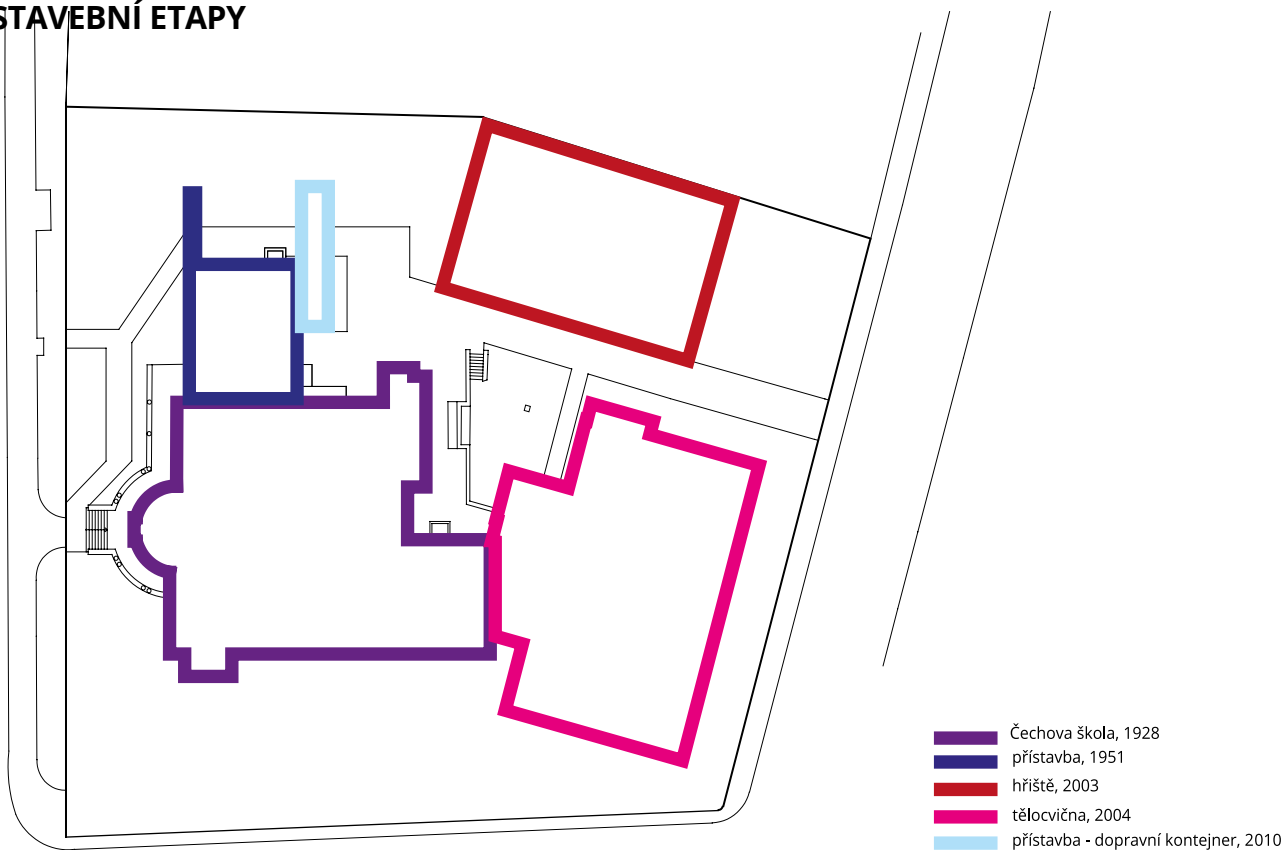 STAVEBNÍ ETAPY
Čechova škola, 1928
přístavba, 1951
hřiště, 2003
tělocvična, 2004
přístavba - dopravní kontejner, 2010